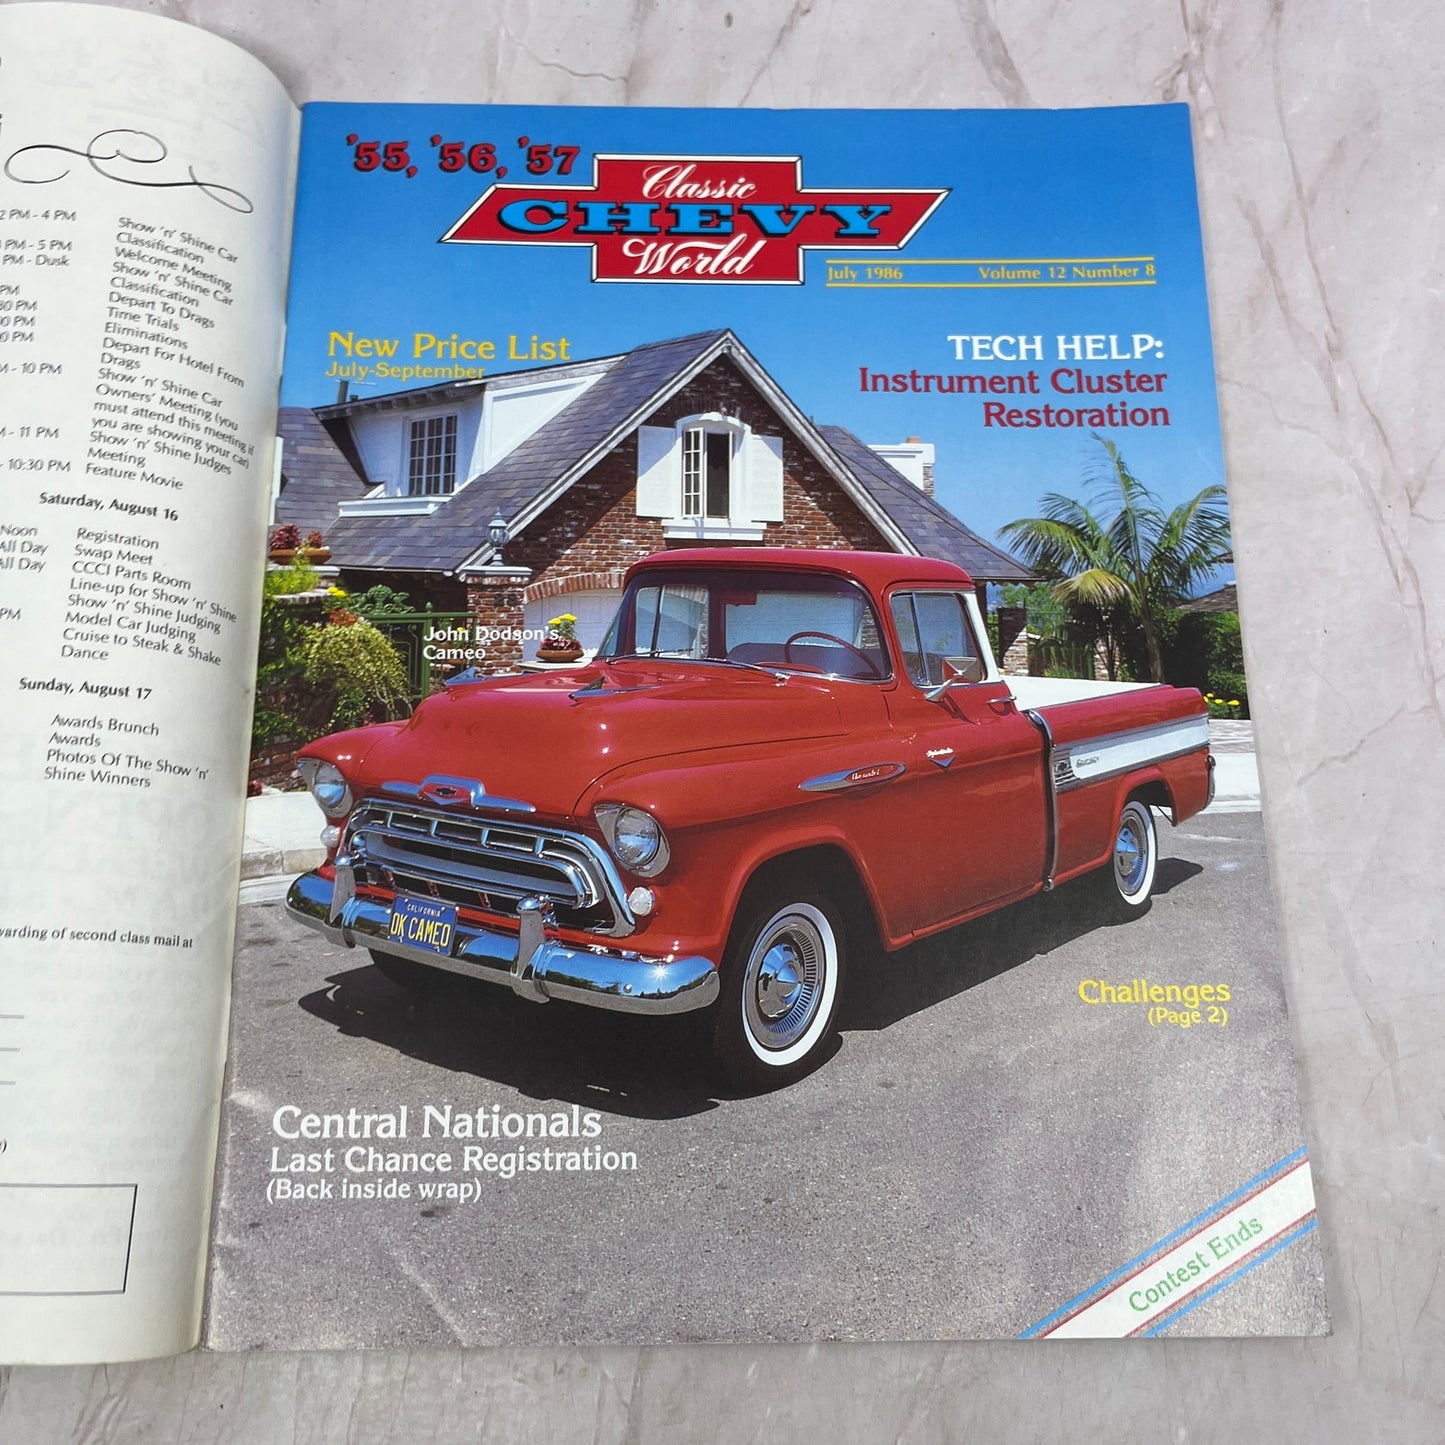 2 PM - 4 PM Show 'n' Shine Car
Classification
PM - 5 PM Welcome Meeting
PM - Dusk Show 'n' Shine Car
Classification
PM Depart To Drags
30 PM Time Trials
PM Eliminations
PM Depart For Hotel From
Drags
- 10 PM Show 'n' Shine Car
Owners' Meeting (you
must attend this meeting if
you are showing your car)
- 11 PM Show 'n' Shine Judges
Meeting
- 10:30 PM Feature Movie
Saturday, August 16
Noon Registration
All Day Swap Meet
All Day CCCI Parts Room
Line-up for Show 'n' Shine
PM Show 'n' Shine Judging
Model Car Judging
Cruise to Steak & Shake
Dance
Sunday, August 17
Awards Brunch
Awards
Photos Of The Show 'n'
Shine Winners
warding of second class mail at
'55, '56, '57
Classic
CHEVY
World
July 1986 Volume 12 Number 8
New Price List
July-September
TECH HELP:
Instrument Cluster
Restoration
John Dodson's
Cameo
CALIFORNIA
OK CAMEO
Challenges
(Page 2)
Central Nationals
Last Chance Registration
(Back inside wrap)
Contest Ends